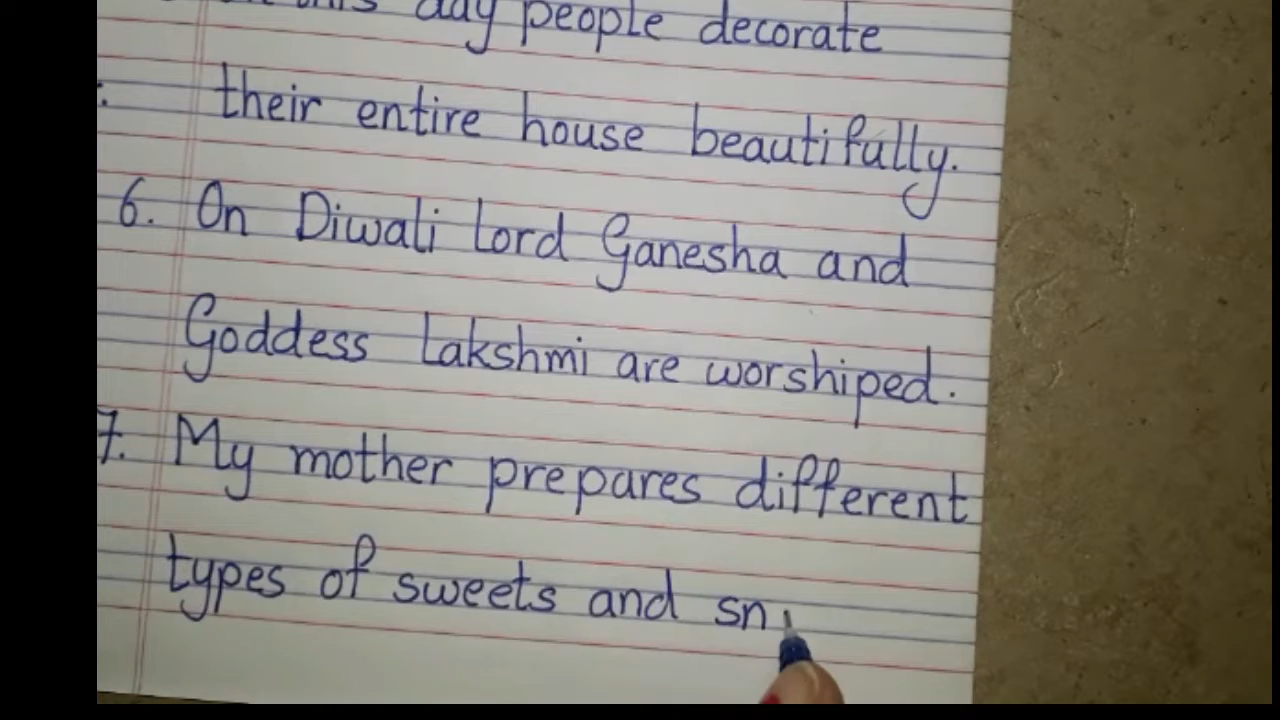 day people decorate
their entire house beautifully.
6. On Diwali Lord Ganesha and
Goddess Lakshmi are worshiped.
7. My mother prepares different
types of sweets and sn